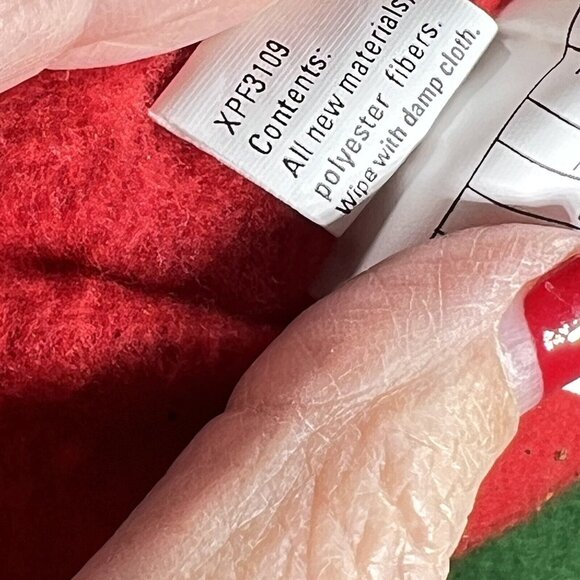 XPF3109
Contents:
All new materials,
polyester fibers.
Wipe with damp cloth.